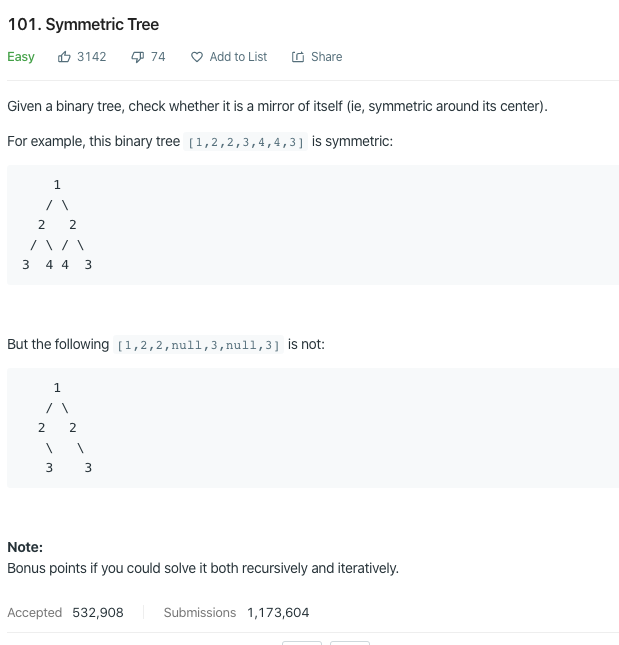 101. Symmetric Tree
Easy 3142 74 Add to List Share
Given a binary tree, check whether it is a mirror of itself (ie, symmetric around its center).
For example, this binary tree [1,2,2,3,4,4,3] is symmetric:
    1
   / \
  2   2
 / \ / \
3  4 4  3
But the following [1,2,2,null,3,null,3] is not:
    1
   / \
  2   2
   \   \
   3    3
Note:
Bonus points if you could solve it both recursively and iteratively.
Accepted 532,908 Submissions 1,173,604